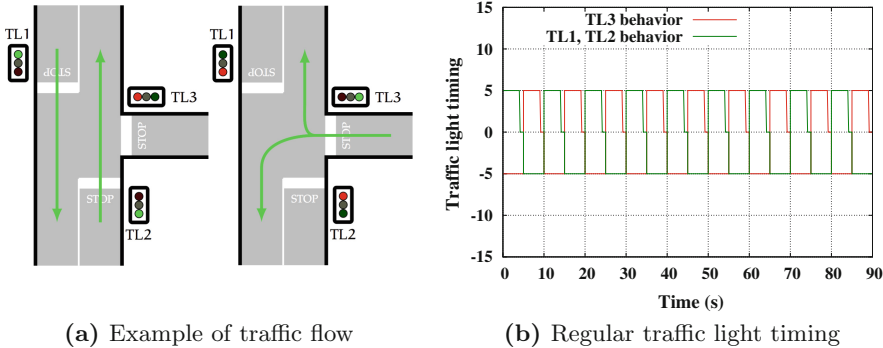 TL1
STOP
TL3
STOP
STOP
TL2
TL1
STOP
TL3
STOP
STOP
TL2
(a) Example of traffic flow
TL3 behavior
TL1, TL2 behavior
Traffic light timing
15
10
5
0
-5
-10
-15
0 10 20 30 40 50 60 70 80 90
Time (s)
(b) Regular traffic light timing